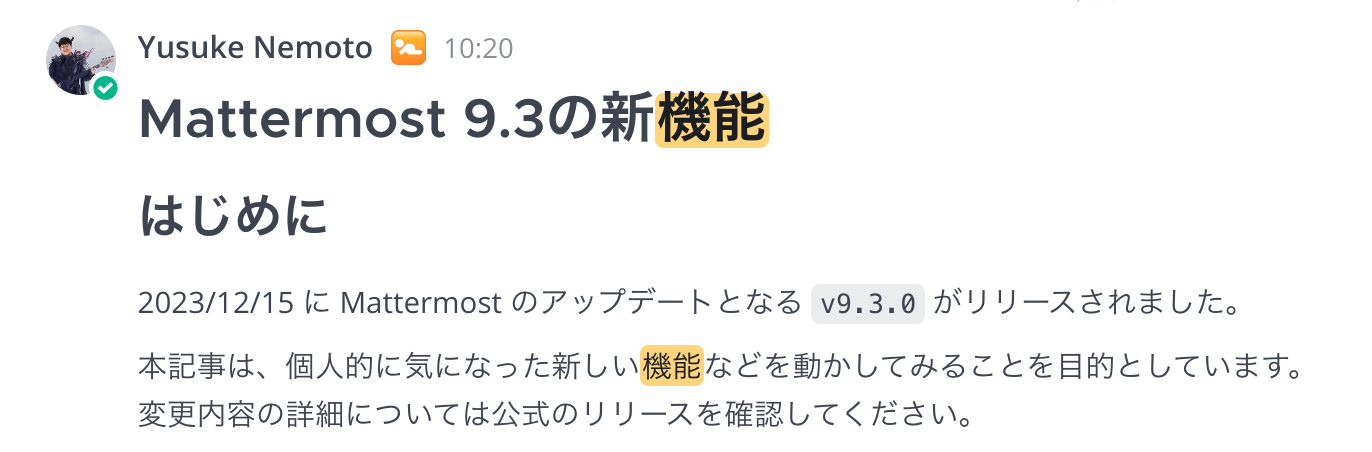 Yusuke Nemoto 10:20
Mattermost 9.3の新機能
はじめに
2023/12/15 に Mattermost のアップデートとなる v9.3.0 がリリースされました。
本記事は、個人的に気になった新しい機能などを動かしてみることを目的としています。
変更内容の詳細については公式のリリースを確認してください。